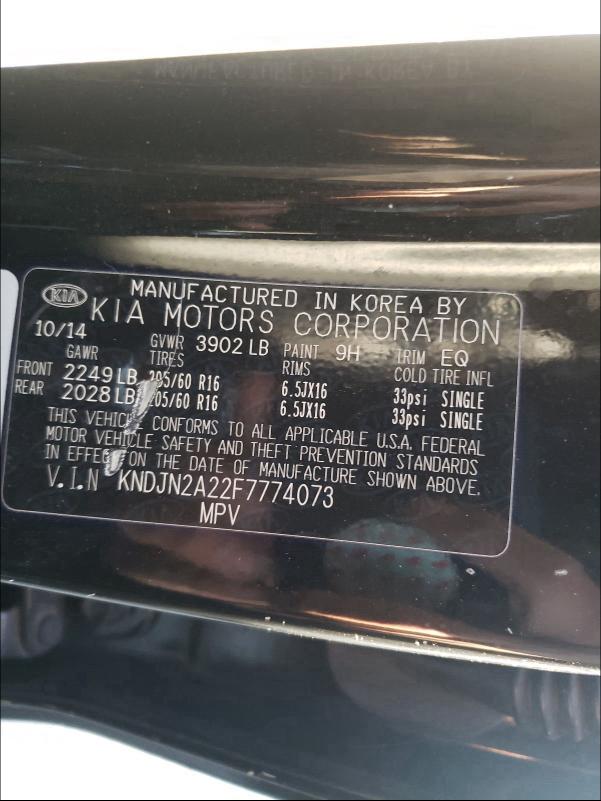 MANUFACTURED IN KOREA BY
KIA
KIA MOTORS CORPORATION
10/14
GVWR 3902 LB PAINT 9H TRIM EQ
GAWR TIRES RIMS COLD TIRE INFL
FRONT 2249 LB 205/60 R16 6.5JX16 33psi SINGLE
REAR 2028 LB 205/60 R16 6.5JX16 33psi SINGLE
THIS VEHICLE CONFORMS TO ALL APPLICABLE U.S.A. FEDERAL
MOTOR VEHICLE SAFETY AND THEFT PREVENTION STANDARDS
IN EFFECT ON THE DATE OF MANUFACTURE SHOWN ABOVE.
V.I.N KNDJN2A22F7774073
MPV